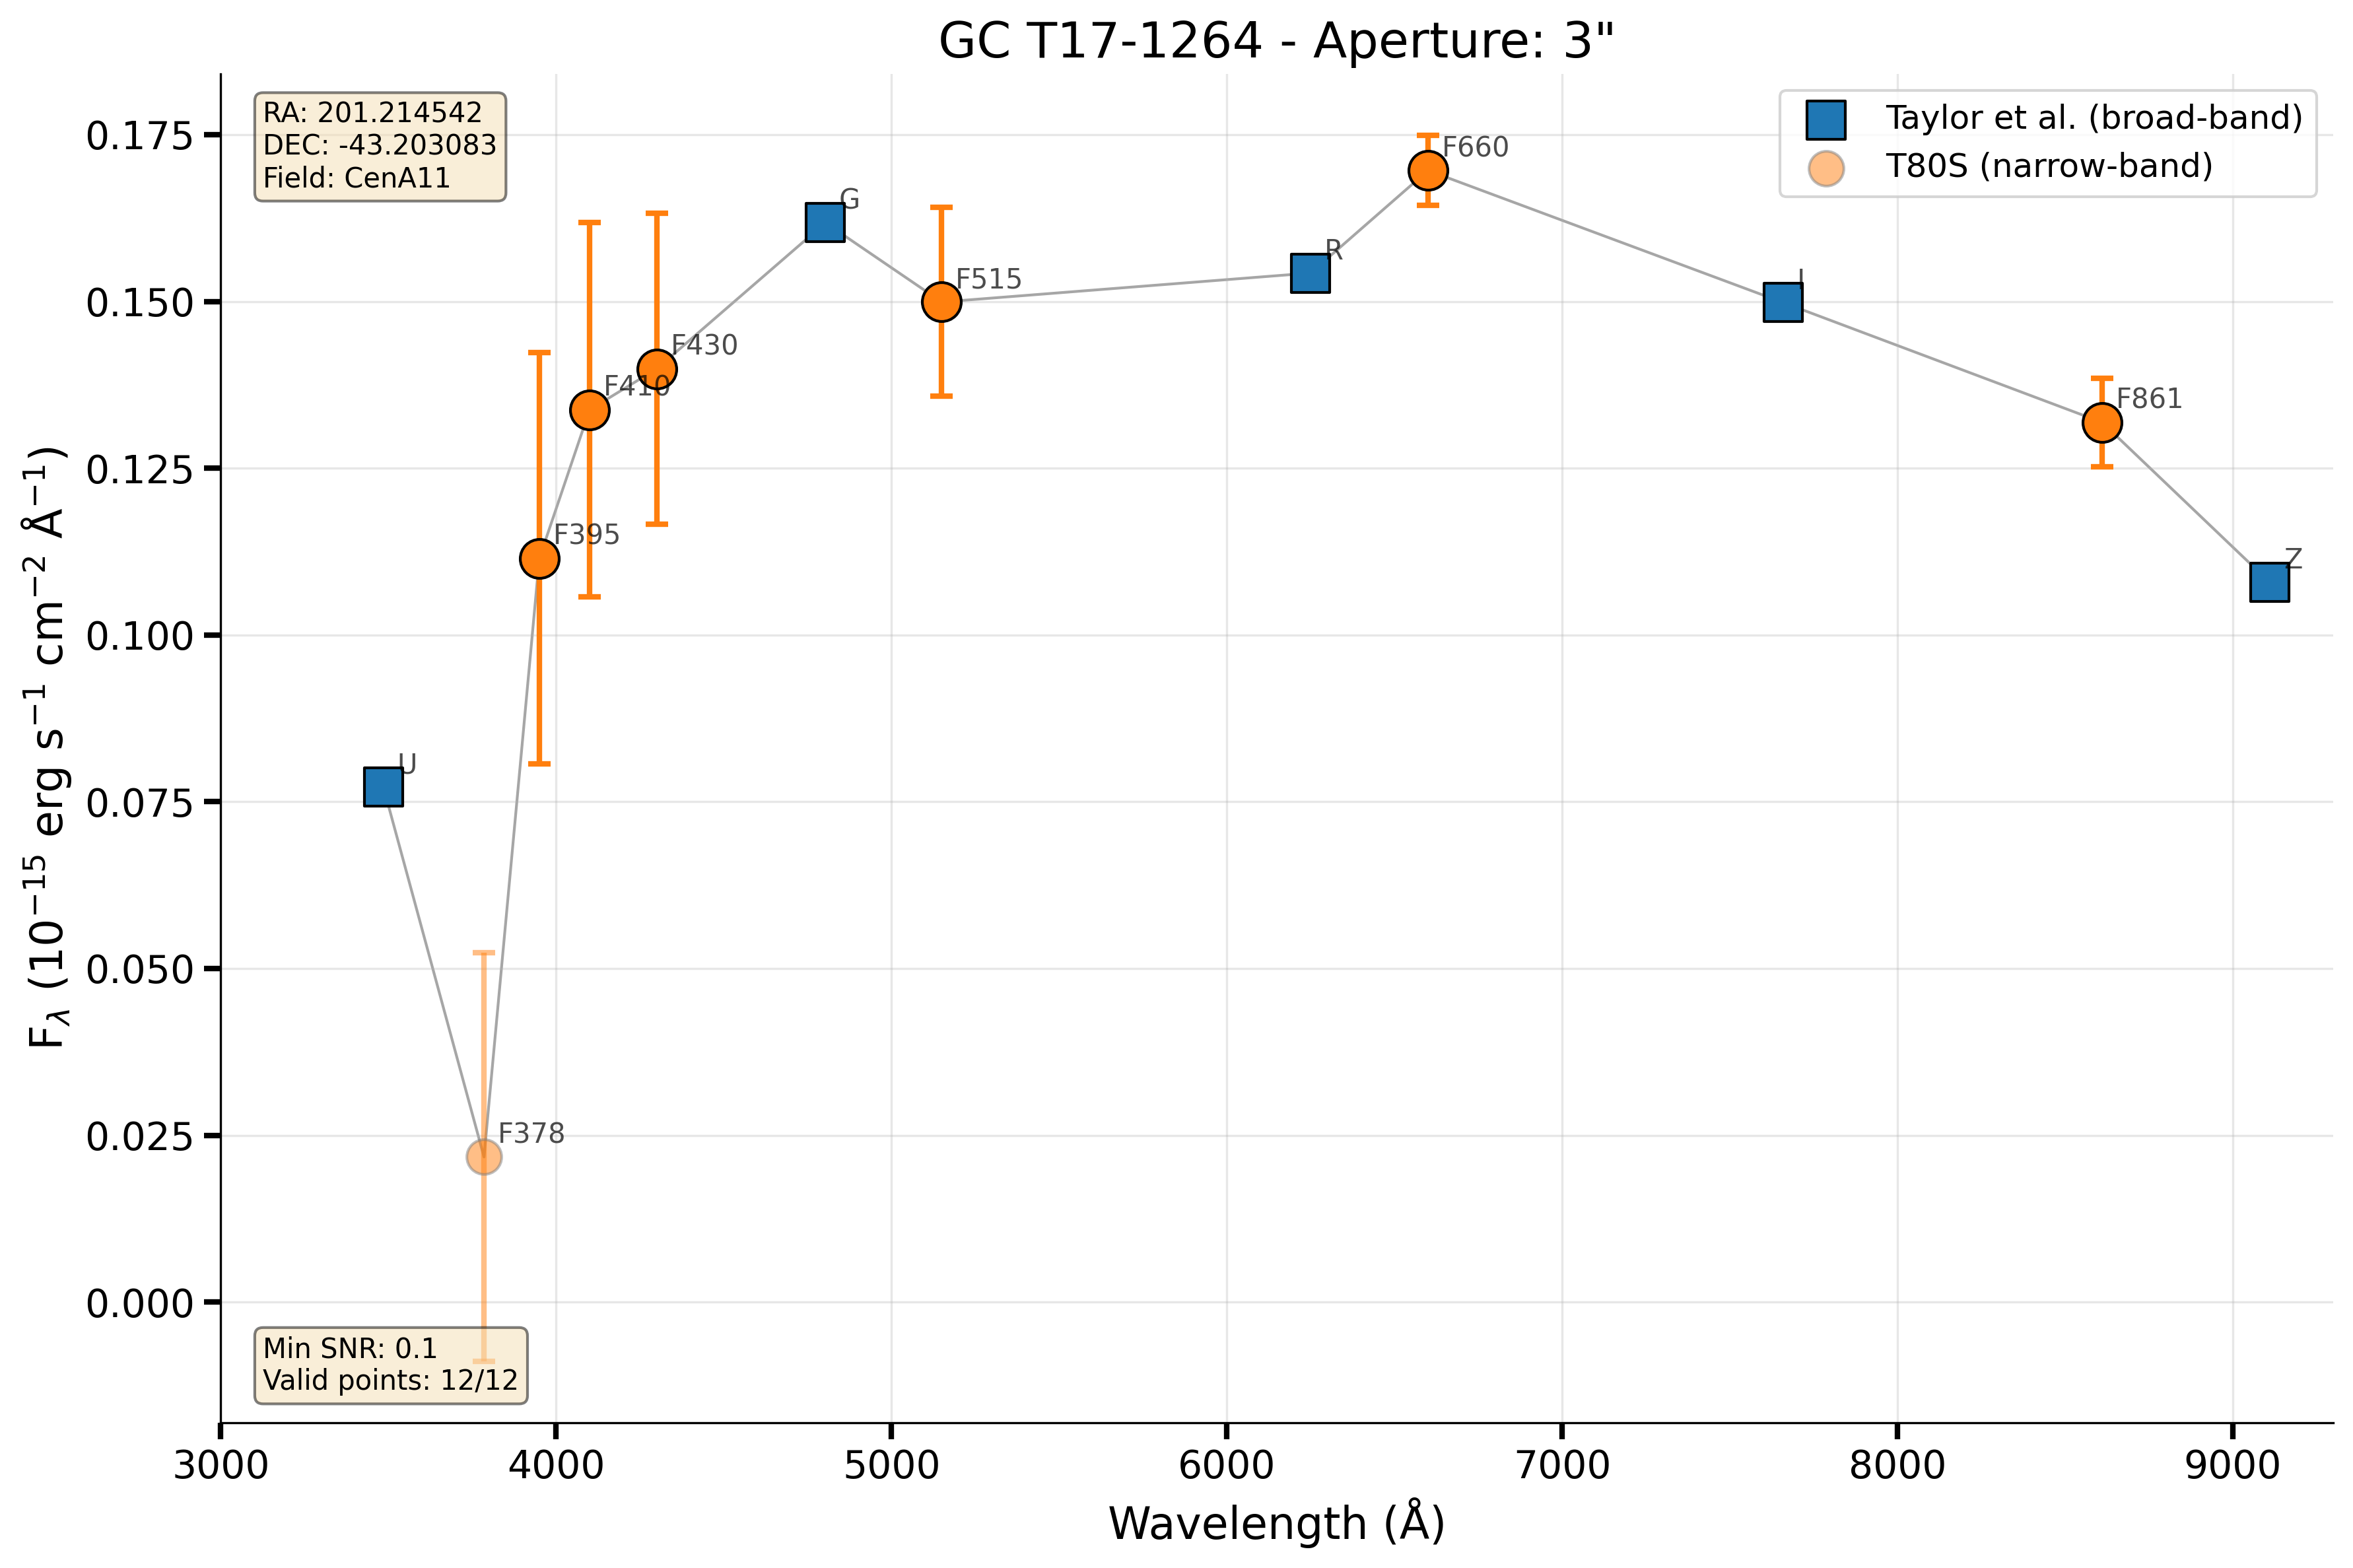 GC T17-1264 - Aperture: 3"
RA: 201.214542
DEC: -43.203083
Field: CenA11
Taylor et al. (broad-band)
T80S (narrow-band)
F$_{λ}$ (10$^{−15}$ erg s$^{−1}$ cm$^{−2}$ Å$^{−1}$)
0.175
0.150
0.125
0.100
0.075
0.050
0.025
0.000
U
F378
F395
F410
F430
G
F515
R
F660
I
F861
Z
Min SNR: 0.1
Valid points: 12/12
3000 4000 5000 6000 7000 8000 9000
Wavelength (Å)